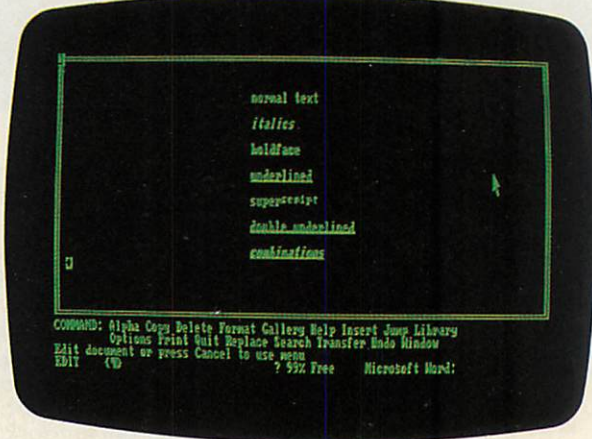 normal text
italics
boldface
underlined
superscript
double underlined
combinations
COMMAND: Alpha Copy Delete Format Gallery Help Insert Jump Library
Options Print Quit Replace Search Transfer Undo Window
Edit document or press Cancel to use menu
EDIT {¶} ? 99% Free Microsoft Word: